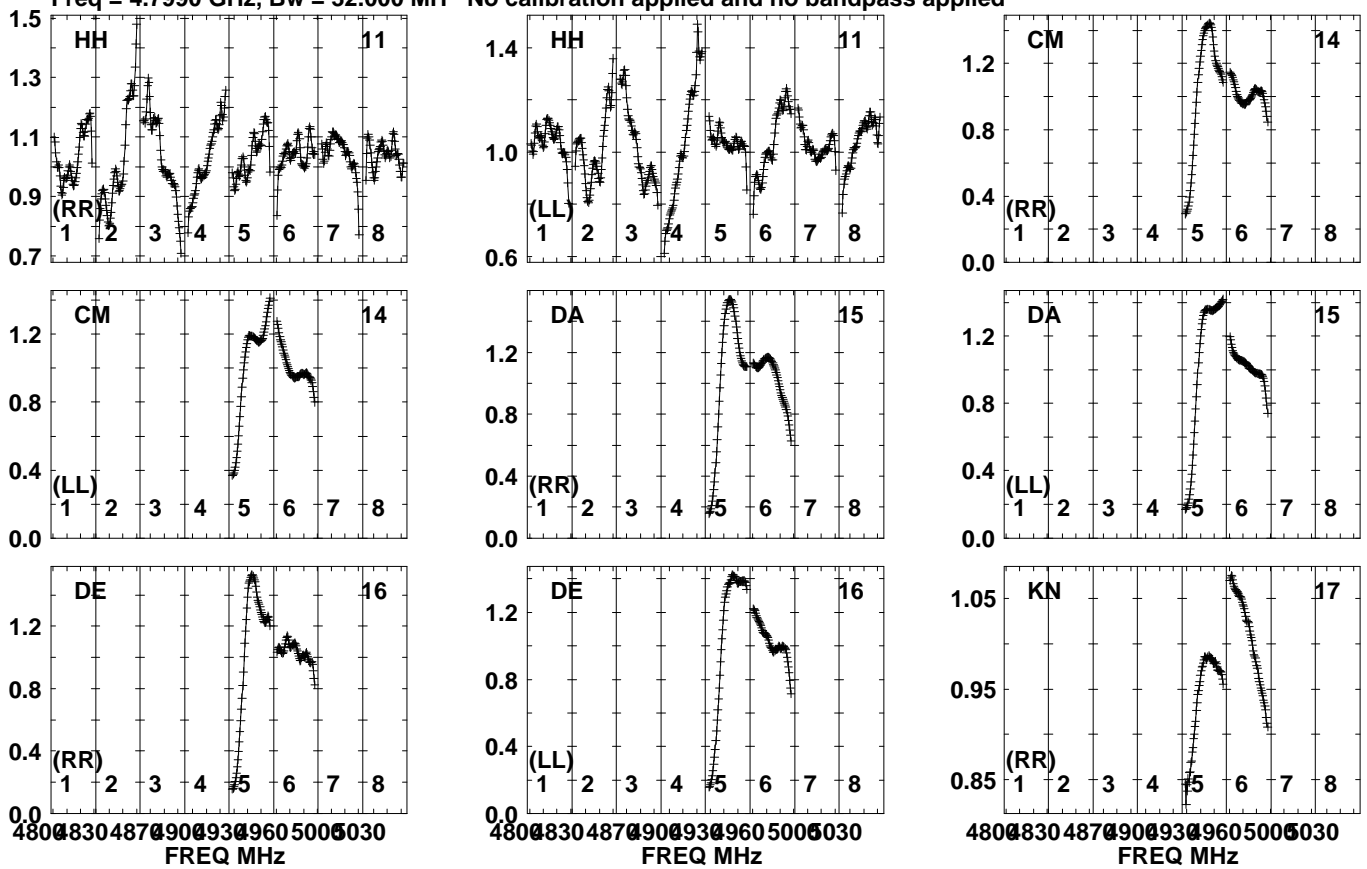 Freq = 4.7990 GHz, Bw = 32.000 MH No calibration applied and no bandpass applied
1.5 HH 11
1.3
1.1
0.9 (RR)
1 2 3 4 5 6 7 8
0.7
1.4 HH 11
1.0
(LL)
1 2 3 4 5 6 7 8
0.6
CM 14
1.2
0.8
0.4
(RR)
1 2 3 4 5 6 7 8
0.0
CM 14
1.2
0.8
0.4
(LL)
1 2 3 4 5 6 7 8
0.0
DA 15
1.2
0.8
0.4
(RR)
1 2 3 4 5 6 7 8
0.0
DA 15
1.2
0.8
0.4
(LL)
1 2 3 4 5 6 7 8
0.0
DE 16
1.2
0.8
0.4
(RR)
1 2 3 4 5 6 7 8
0.0
4800 4830 4870 4900 4930 4960 5000 5030
FREQ MHz
DE 16
1.2
0.8
0.4
(LL)
1 2 3 4 5 6 7 8
0.0
4800 4830 4870 4900 4930 4960 5000 5030
FREQ MHz
KN 17
1.05
0.95
(RR)
0.85 1 2 3 4 5 6 7 8
4800 4830 4870 4900 4930 4960 5000 5030
FREQ MHz